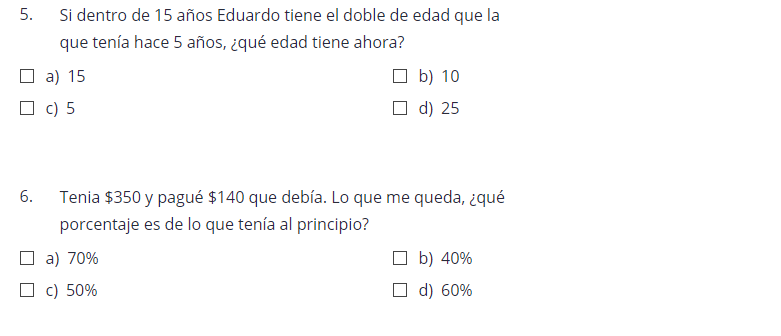 5. Si dentro de 15 años Eduardo tiene el doble de edad que la
que tenía hace 5 años, ¿qué edad tiene ahora?
a) 15 b) 10
c) 5 d) 25
6. Tenia $350 y pagué $140 que debía. Lo que me queda, ¿qué
porcentaje es de lo que tenía al principio?
a) 70% b) 40%
c) 50% d) 60%